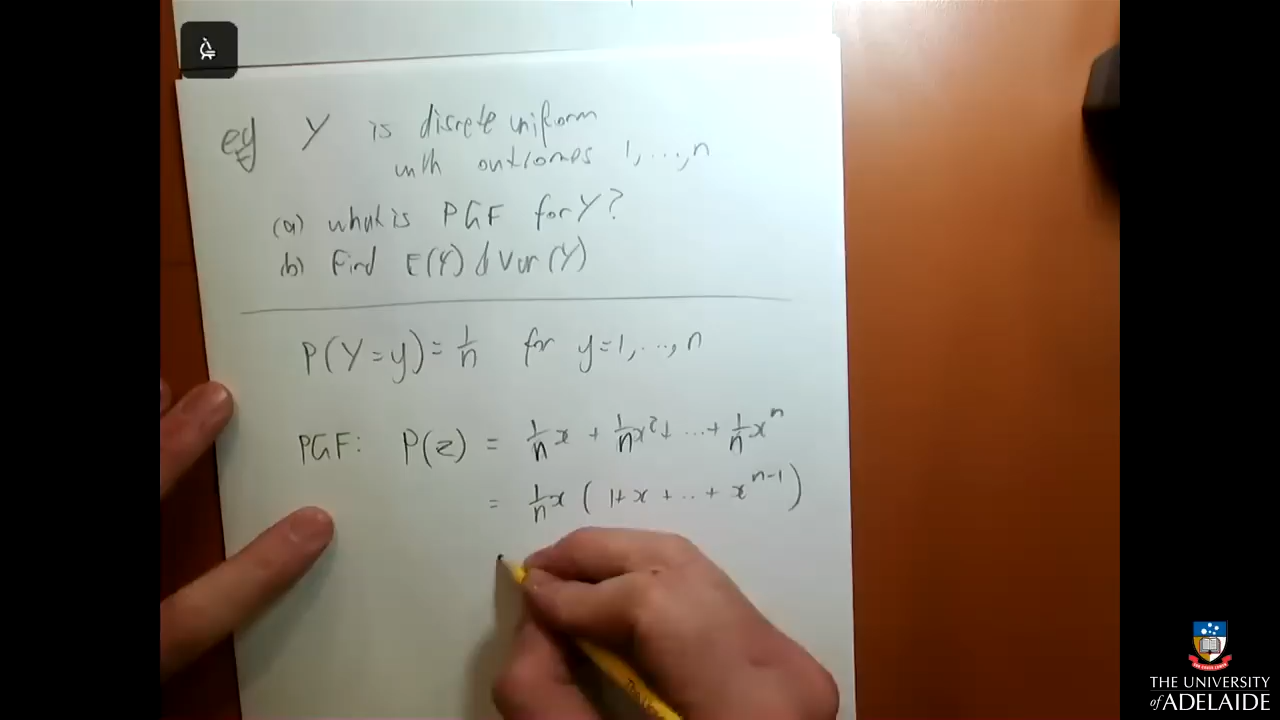 eg Y is discrete uniform
with outcomes 1, ..., n
(a) what is PGF for Y?
(b) Find E(Y) & Var(Y)
P(Y=y) = 1/n for y=1, ..., n
PGF: P(z) = 1/n x + 1/n x² + ... + 1/n xⁿ
= 1/n x ( 1+x + ... + xⁿ⁻¹ )
THE UNIVERSITY
of ADELAIDE